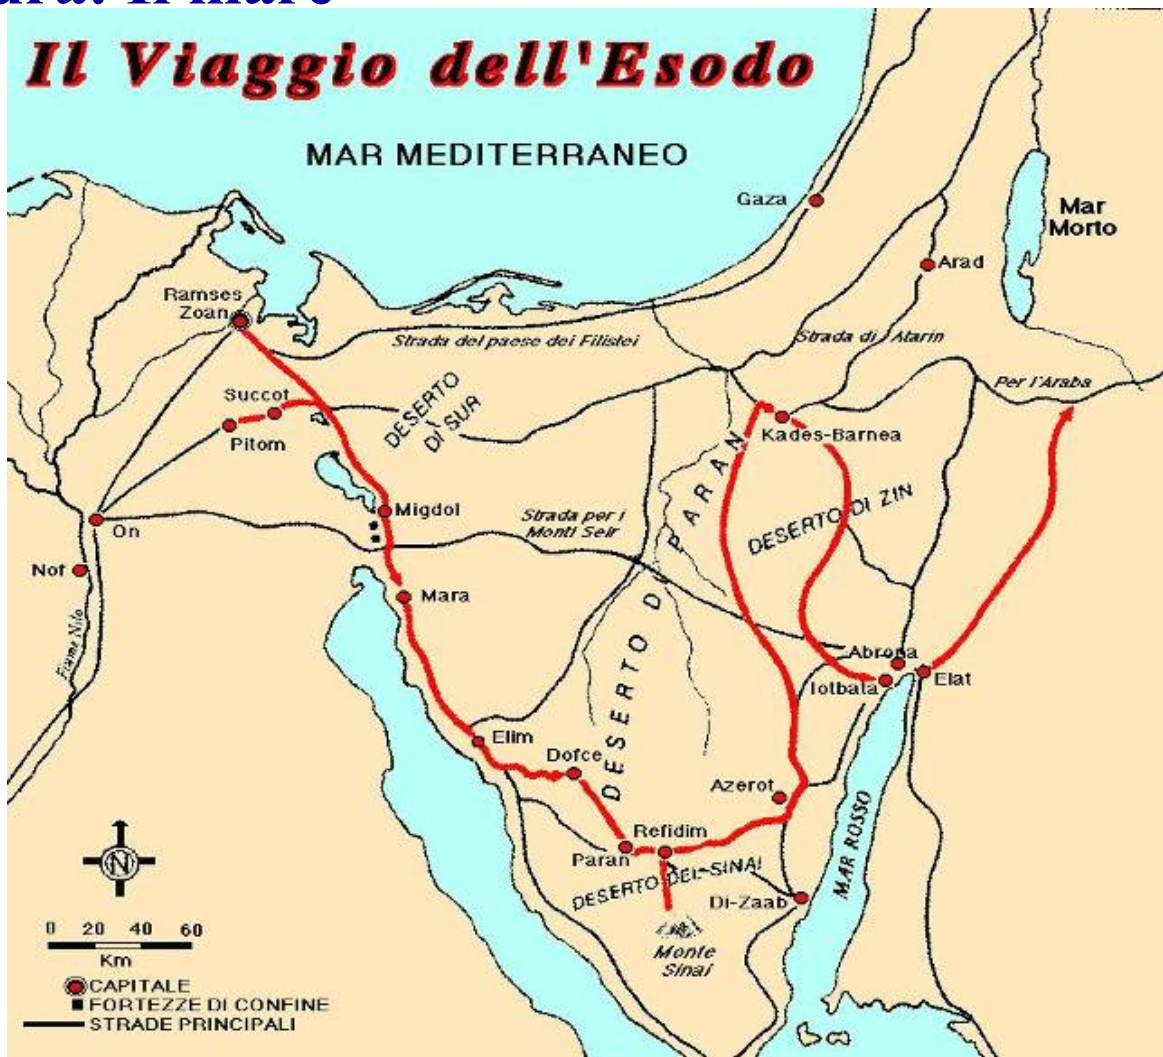 Il Viaggio dell'Esodo
MAR MEDITERRANEO
Gaza
Mar
Morto
Arad
Ramses
Zoan
Strada del paese dei Filistei
Strada di Atarin
Per l'Araba
Succot
Pitom
DESERTO
DI SUR
Kades-Barnea
DESERTO DI PARAN
DESERTO DI ZIN
Migdol
Strada per i
Monti Seir
On
Nof
Mara
Fiume Nilo
Abrona
Iotbata
Elat
Elim
Dofce
Azerot
Refidim
Paran
DESERTO DEL SINAI
Di-Zaab
MAR ROSSO
Monte
Sinai
N
0 20 40 60
Km
CAPITALE
FORTEZZE DI CONFINE
STRADE PRINCIPALI